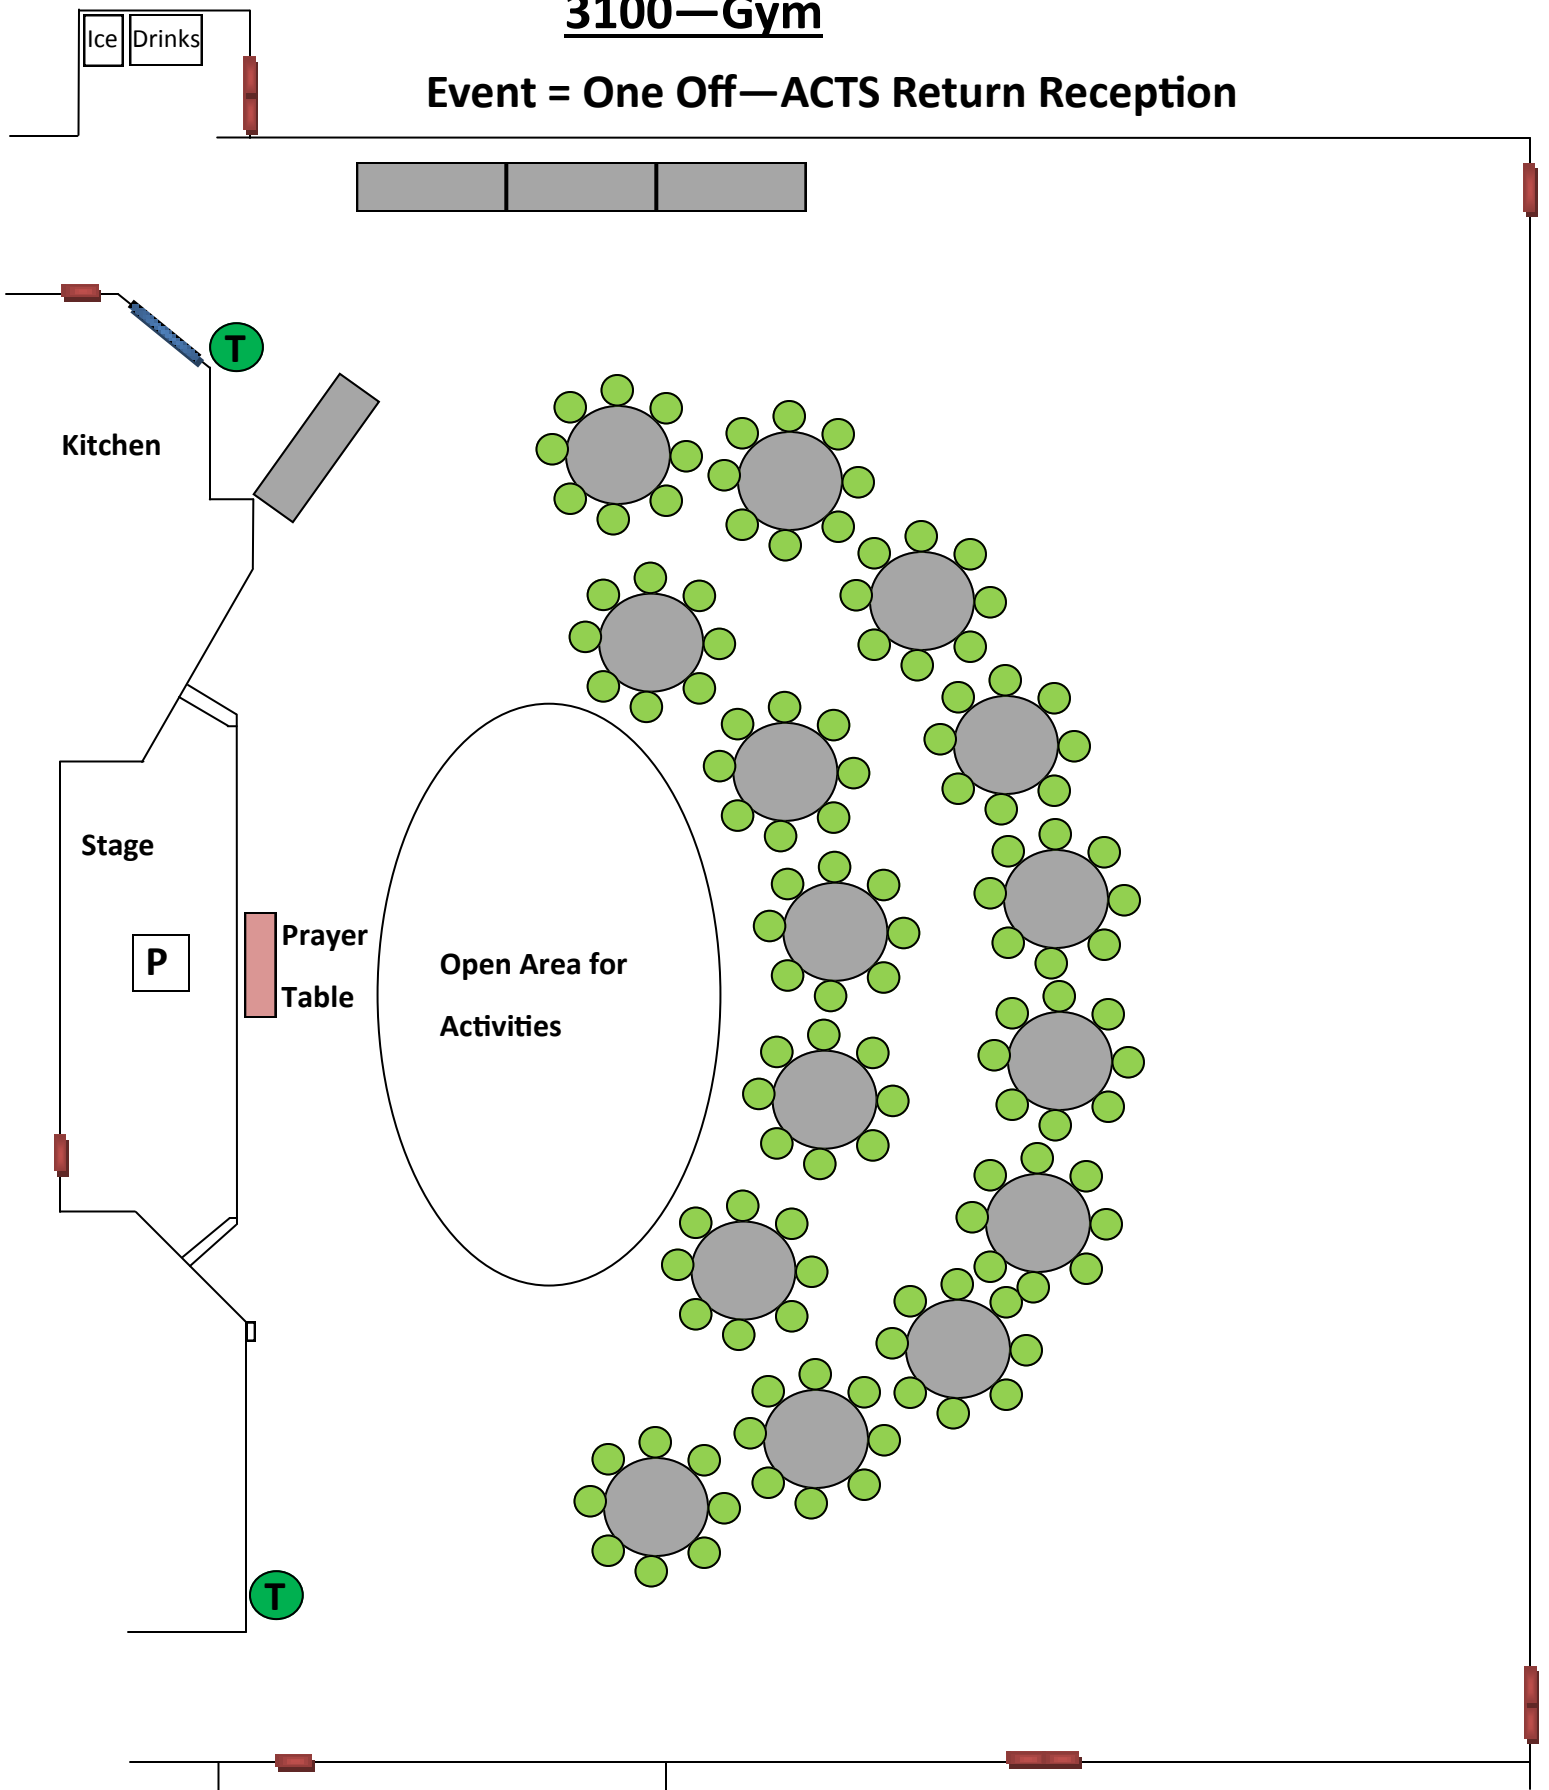 3100—Gym
Ice
Drinks
Event = One Off—ACTS Return Reception
T
Kitchen
Stage
P
Prayer
Table
Open Area for
Activities
T